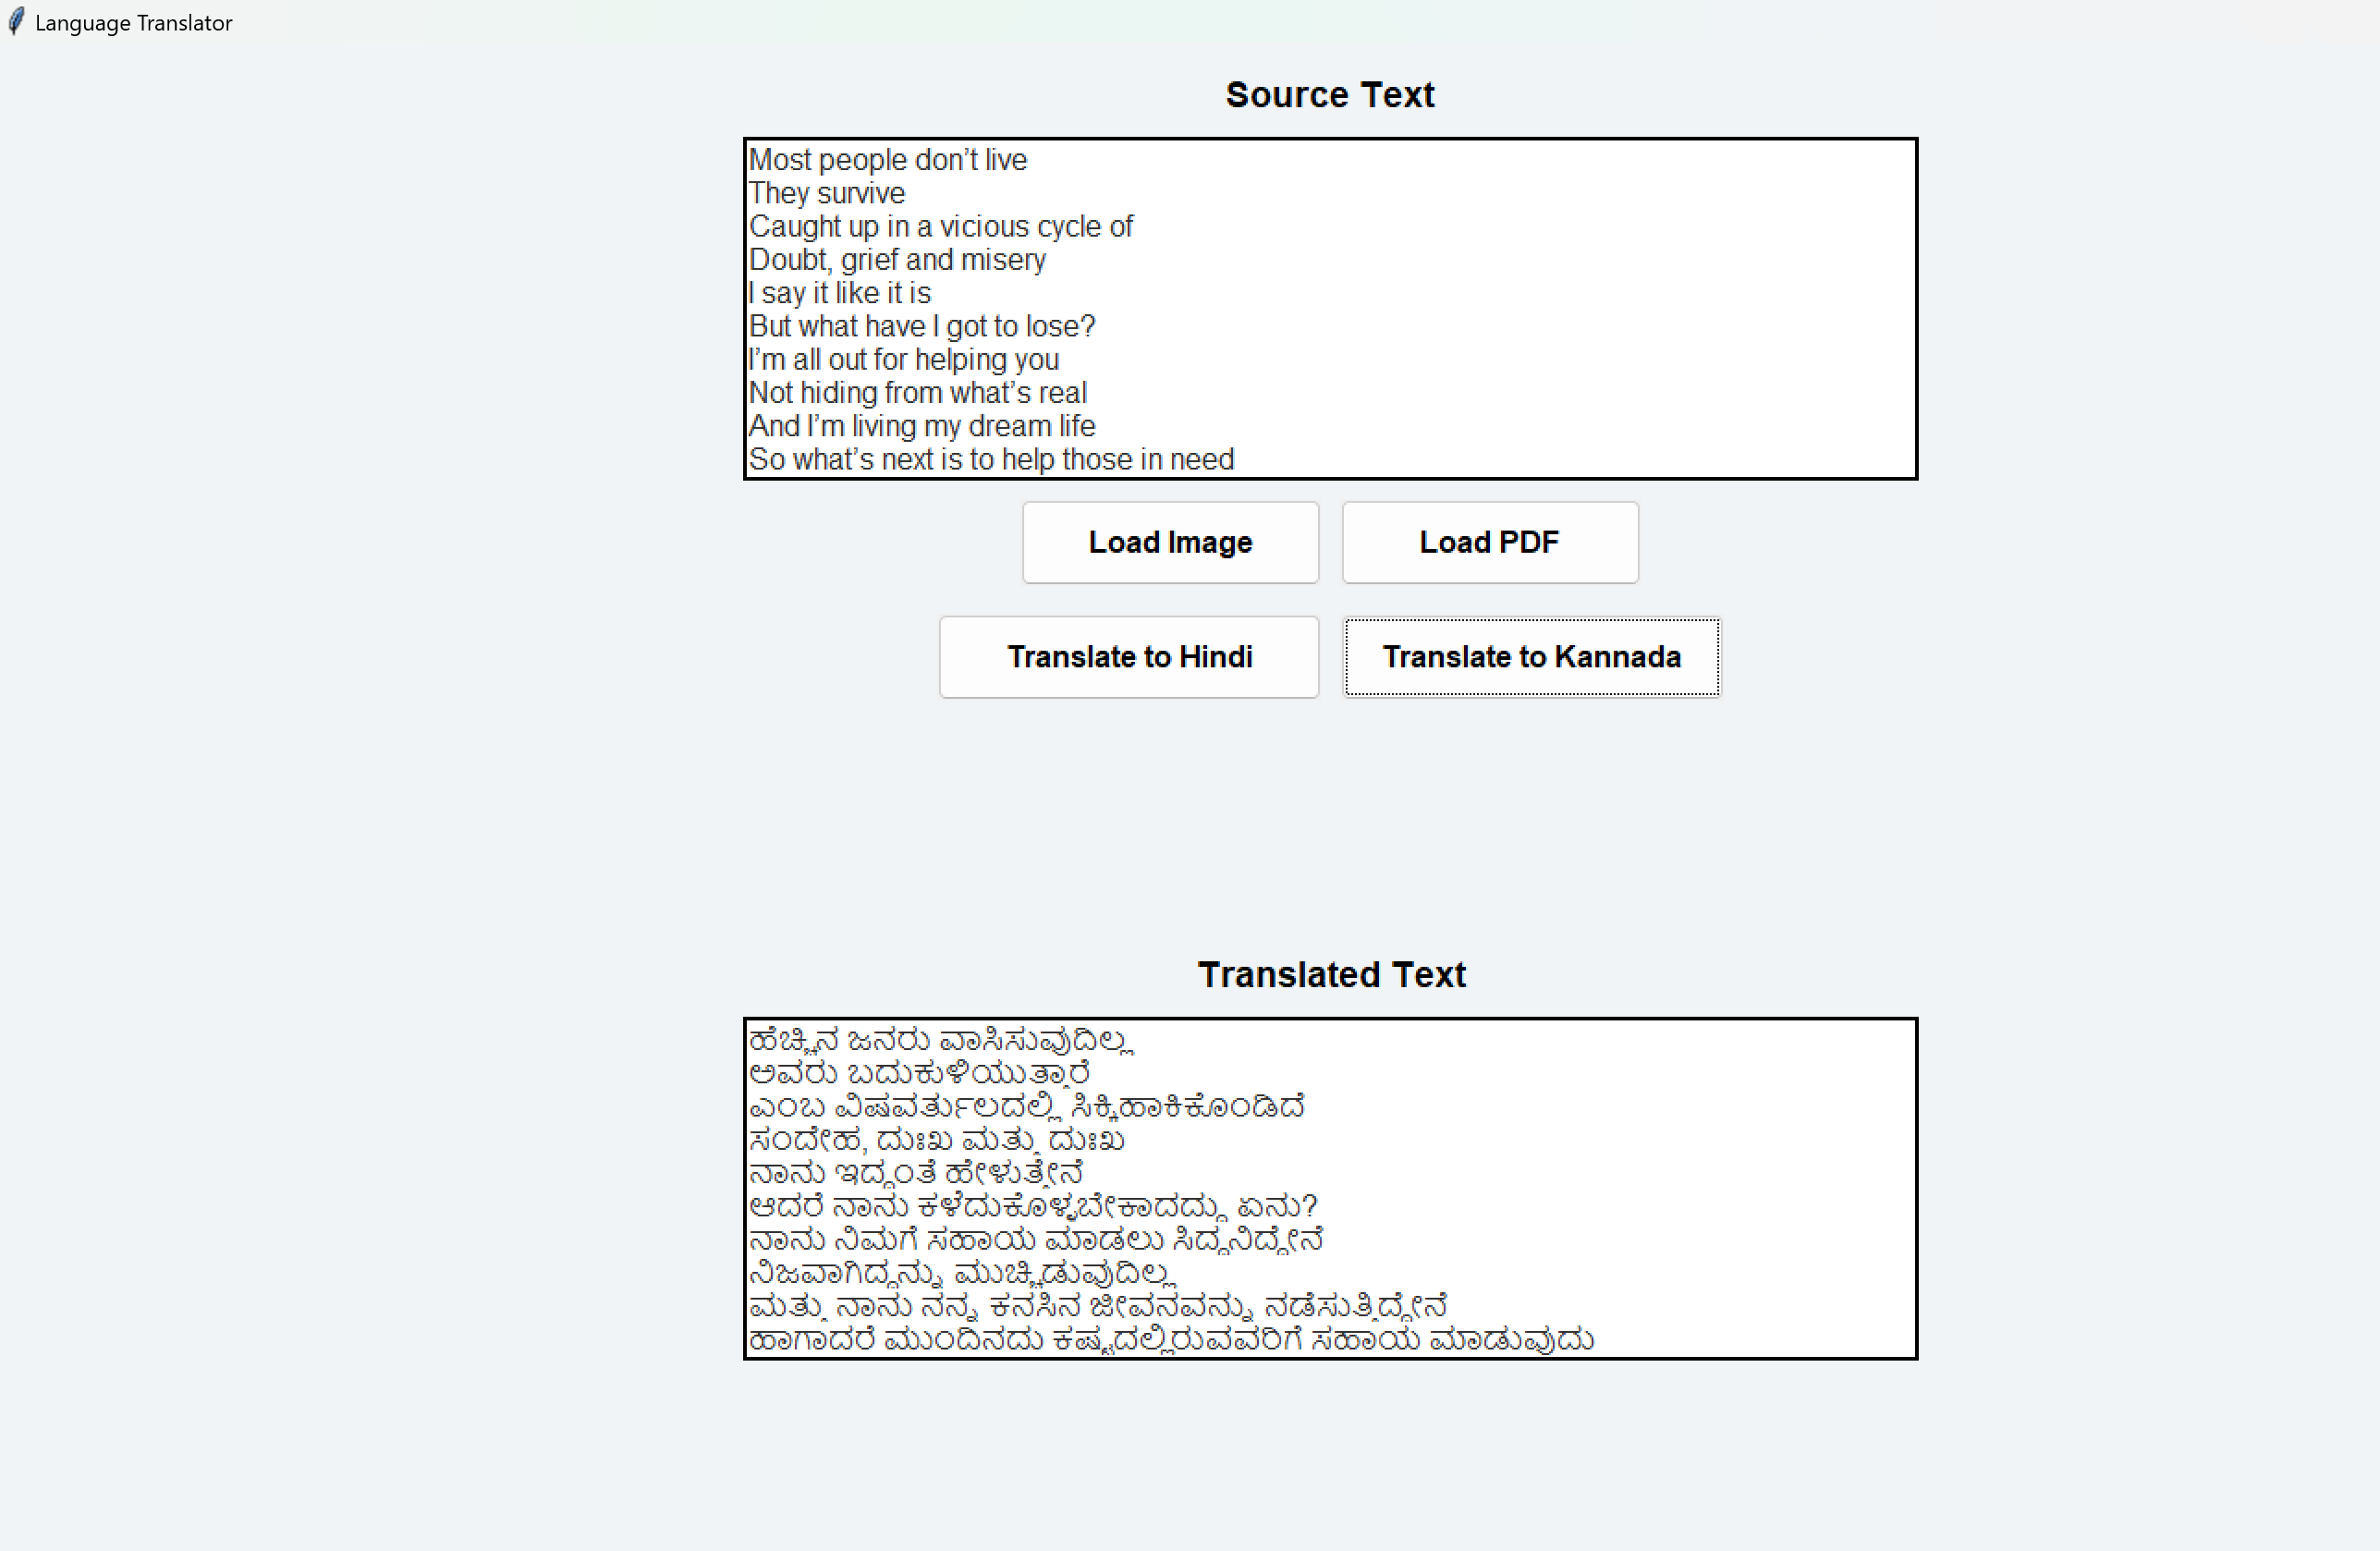 Language Translator
Source Text
Most people don’t live
They survive
Caught up in a vicious cycle of
Doubt, grief and misery
I say it like it is
But what have I got to lose?
I’m all out for helping you
Not hiding from what’s real
And I’m living my dream life
So what’s next is to help those in need
Load Image Load PDF
Translate to Hindi Translate to Kannada
Translated Text
ಹೆಚ್ಚಿನ ಜನರು ವಾಸಿಸುವುದಿಲ್ಲ
ಅವರು ಬದುಕುಳಿಯುತ್ತಾರೆ
ಎಂಬ ವಿಷವರ್ತುಲದಲ್ಲಿ ಸಿಕ್ಕಿಹಾಕಿಕೊಂಡಿದೆ
ಸಂದೇಹ, ದುಃಖ ಮತ್ತು ದುಃಖ
ನಾನು ಇದ್ದಂತೆ ಹೇಳುತ್ತೇನೆ
ಆದರೆ ನಾನು ಕಳೆದುಕೊಳ್ಳಬೇಕಾದದ್ದು ಏನು?
ನಾನು ನಿಮಗೆ ಸಹಾಯ ಮಾಡಲು ಸಿದ್ಧನಿದ್ದೇನೆ
ನಿಜವಾಗಿದ್ದನ್ನು ಮುಚ್ಚಿಡುವುದಿಲ್ಲ
ಮತ್ತು ನಾನು ನನ್ನ ಕನಸಿನ ಜೀವನವನ್ನು ನಡೆಸುತ್ತಿದ್ದೇನೆ
ಹಾಗಾದರೆ ಮುಂದಿನದು ಕಷ್ಟದಲ್ಲಿರುವವರಿಗೆ ಸಹಾಯ ಮಾಡುವುದು